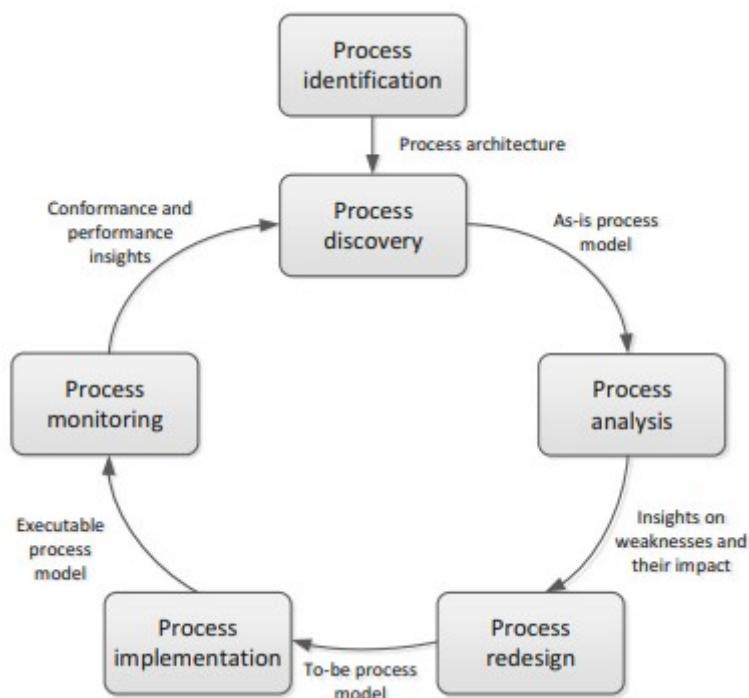 Process
identification
Process architecture
Process
discovery
As-is process
model
Process
analysis
Insights on
weaknesses and
their impact
Process
redesign
To-be process
model
Process
implementation
Executable
process
model
Process
monitoring
Conformance and
performance
insights